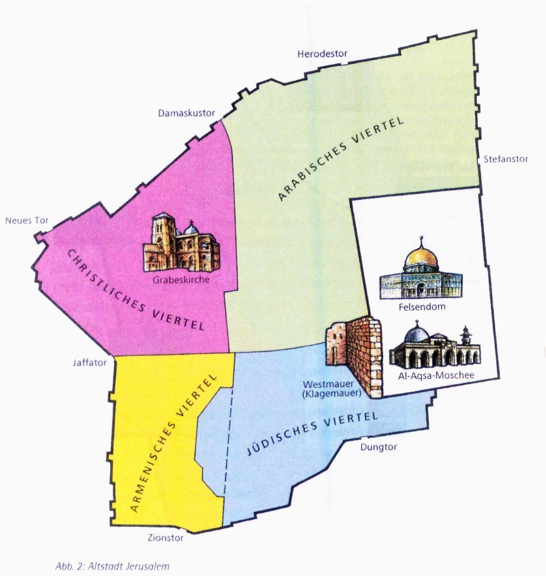 Herodestor
Damaskustor
ARABISCHES VIERTEL
Stefanstor
Neues Tor
CHRISTLICHES VIERTEL
Grabeskirche
Felsendom
Al-Aqsa-Moschee
Jaffator
Westmauer
(Klagemauer)
ARMENISCHES VIERTEL
JÜDISCHES VIERTEL
Dungtor
Zionstor
Abb. 2: Altstadt Jerusalem